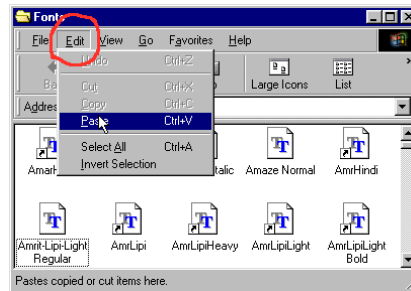 Fonts
File Edit View Go Favorites Help
Undo Ctrl+Z
Cut Ctrl+X
Copy Ctrl+C
Paste Ctrl+V
Select All Ctrl+A
Invert Selection
Large Icons List
Addres
Amaze Normal AmrHindi
Amrit-Lipi-Light Regular AmrLipi AmrLipiHeavy AmrLipiLight AmrLipiLight Bold
Pastes copied or cut items here.